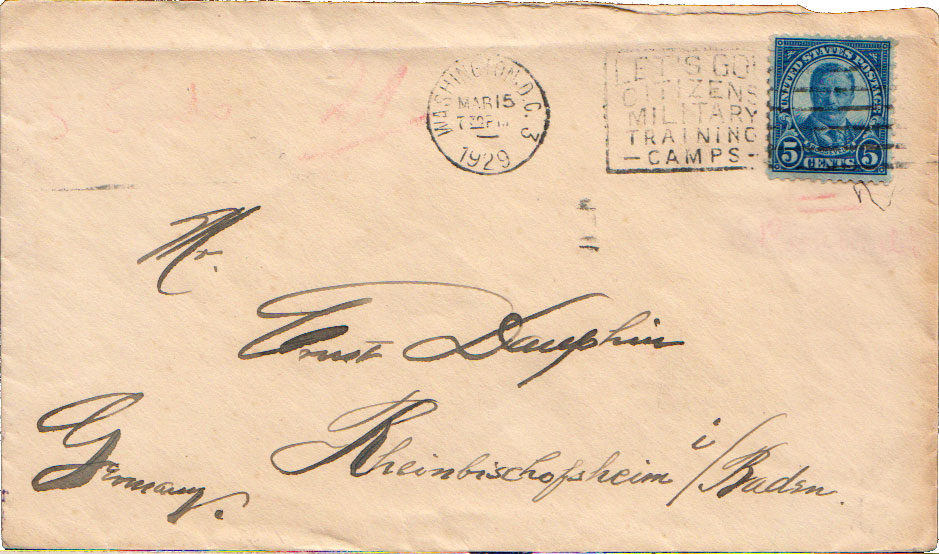 WASHINGTON, D.C. 3
MAR 15
7 30 PM
1929
LET'S GO!
CITIZENS
MILITARY
TRAINING
CAMPS
UNITED STATES POSTAGE
5 CENTS 5
Mr.
Ernst Dauphin
Rheinbischofsheim i/Baden.
Germany.